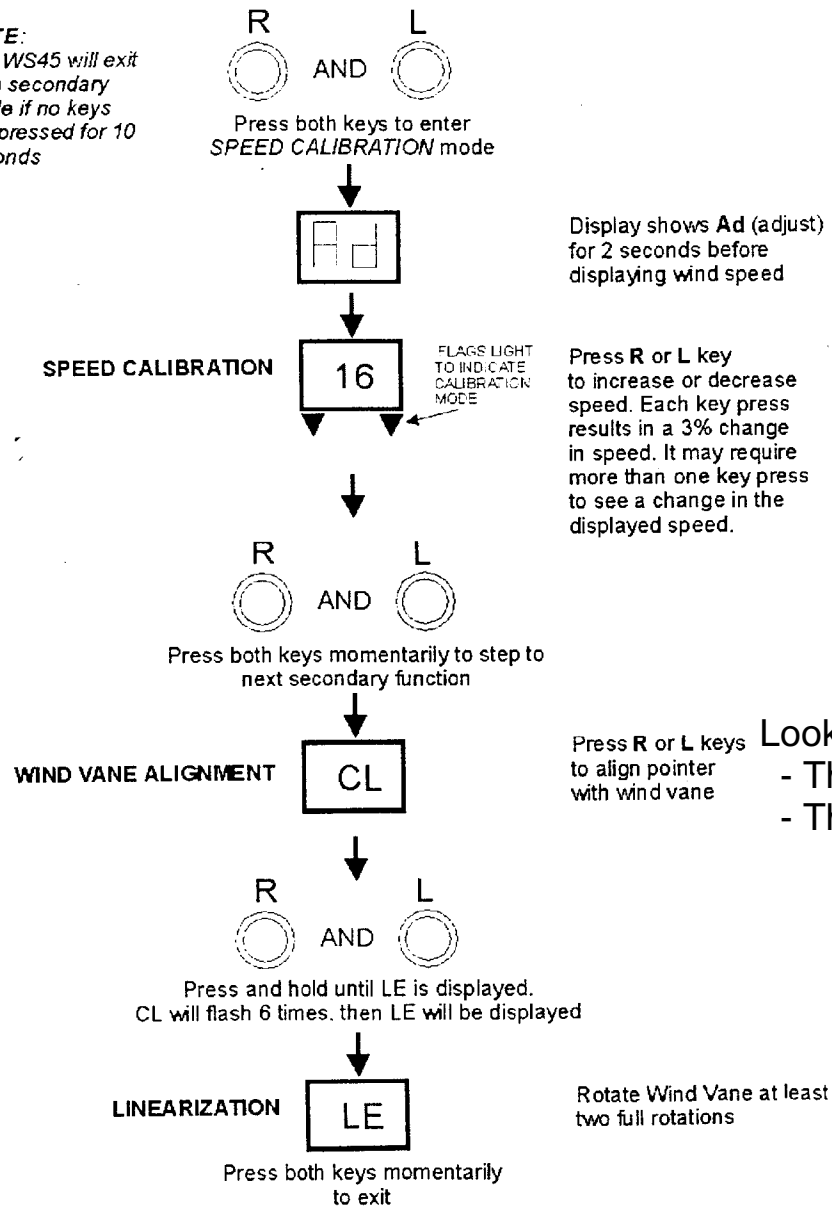 R L
TE:
WS45 will exit
secondary
e if no keys
pressed for 10
onds
AND
Press both keys to enter
SPEED CALIBRATION mode
Ad
Display shows Ad (adjust)
for 2 seconds before
displaying wind speed
SPEED CALIBRATION
16
FLAGS LIGHT
TO INDICATE
CALIBRATION
MODE
Press R or L key
to increase or decrease
speed. Each key press
results in a 3% change
in speed. It may require
more than one key press
to see a change in the
displayed speed.
R L
AND
Press both keys momentarily to step to
next secondary function
WIND VANE ALIGNMENT
CL
Press R or L keys
to align pointer
with wind vane
Look
- Th
- Th
R L
AND
Press and hold until LE is displayed.
CL will flash 6 times, then LE will be displayed
LINEARIZATION
LE
Rotate Wind Vane at least
two full rotations
Press both keys momentarily
to exit